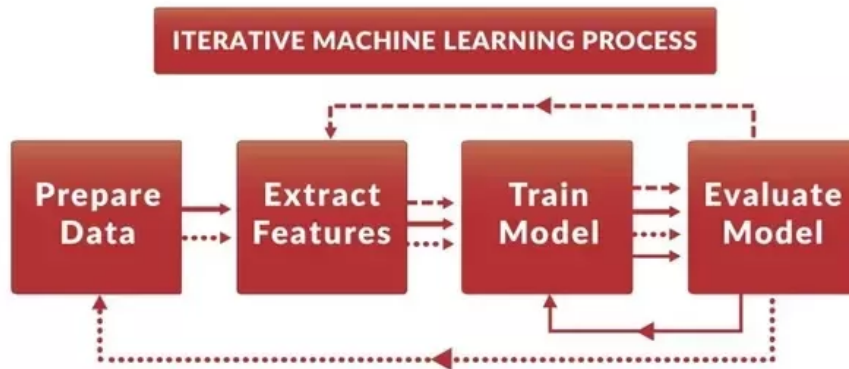 ITERATIVE MACHINE LEARNING PROCESS
Prepare
Data
Extract
Features
Train
Model
Evaluate
Model